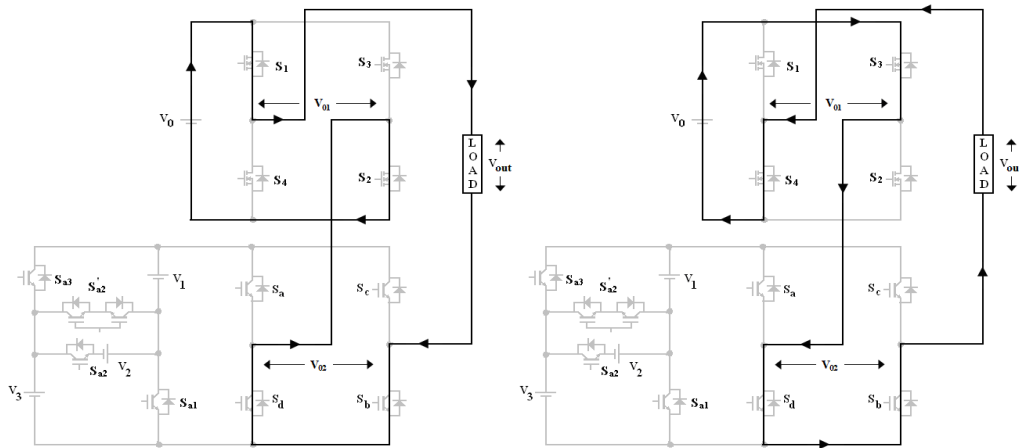 S1
S3
V01
V0
S4
S2
LOAD
Vout
Sa3
S'a2
V1
Sa
Sc
Sa2
V2
V02
V3
Sa1
Sd
Sb
S1
S3
V01
V0
S4
S2
LOAD
Vou
Sa3
S'a2
V1
Sa
Sc
Sa2
V2
V02
V3
Sa1
Sd
Sb